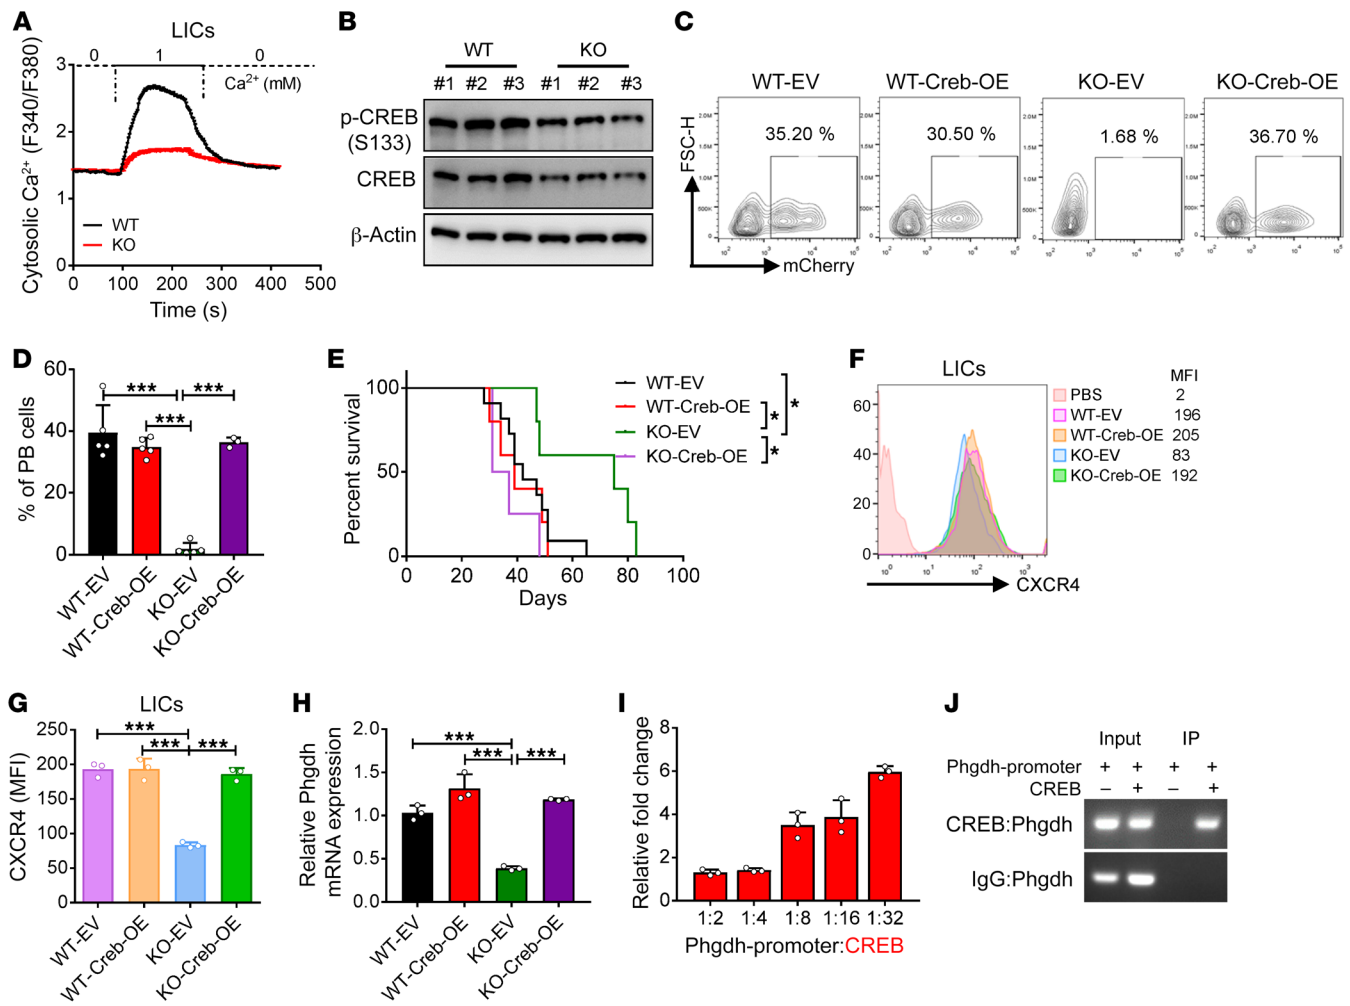 A
LICs
0 1 0
Ca²⁺ (mM)
Cytosolic Ca²⁺ (F340/F380)
3
2
1
0
WT
KO
0 100 200 300 400 500
Time (s)
B
WT KO
#1 #2 #3 #1 #2 #3
p-CREB
(S133)
CREB
β-Actin
C
WT-EV WT-Creb-OE KO-EV KO-Creb-OE
35.20 % 30.50 % 1.68 % 36.70 %
FSC-H
mCherry
D
% of PB cells
60
40
20
0
*** ***
***
WT-EV
WT-Creb-OE
KO-EV
KO-Creb-OE
E
Percent survival
100
50
0
0 20 40 60 80 100
Days
WT-EV
WT-Creb-OE
KO-EV
KO-Creb-OE
*
*
*
F
LICs
60
40
20
0
10⁰ 10¹ 10² 10³
CXCR4
MFI
PBS 2
WT-EV 196
WT-Creb-OE 205
KO-EV 83
KO-Creb-OE 192
G
LICs
CXCR4 (MFI)
250
200
150
100
50
0
***
*** ***
WT-EV
WT-Creb-OE
KO-EV
KO-Creb-OE
H
Relative Phgdh
mRNA expression
2.0
1.5
1.0
0.5
0.0
***
*** ***
WT-EV
WT-Creb-OE
KO-EV
KO-Creb-OE
I
Relative fold change
8
6
4
2
0
1:2 1:4 1:8 1:16 1:32
Phgdh-promoter:CREB
J
Input IP
Phgdh-promoter + + + +
CREB − + − +
CREB:Phgdh
IgG:Phgdh